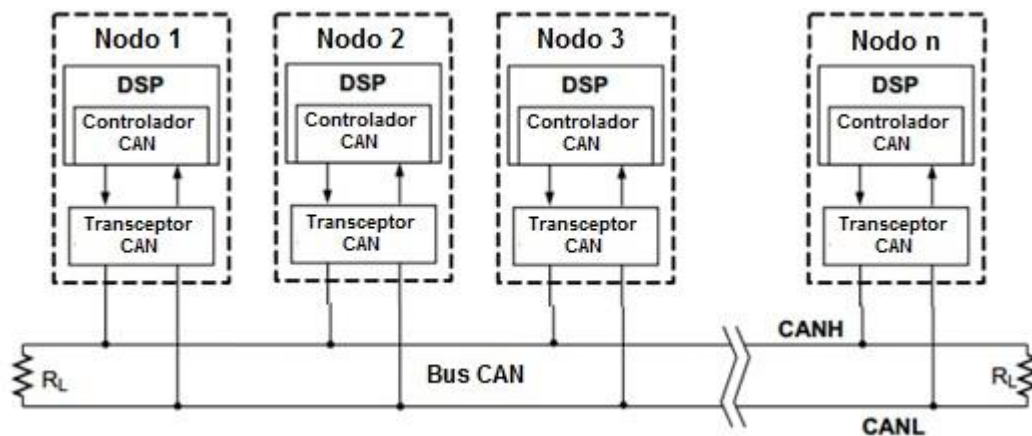 Nodo 1
DSP
Controlador
CAN
Transceptor
CAN
Nodo 2
DSP
Controlador
CAN
Transceptor
CAN
Nodo 3
DSP
Controlador
CAN
Transceptor
CAN
Nodo n
DSP
Controlador
CAN
Transceptor
CAN
CANH
RL
Bus CAN
RL
CANL